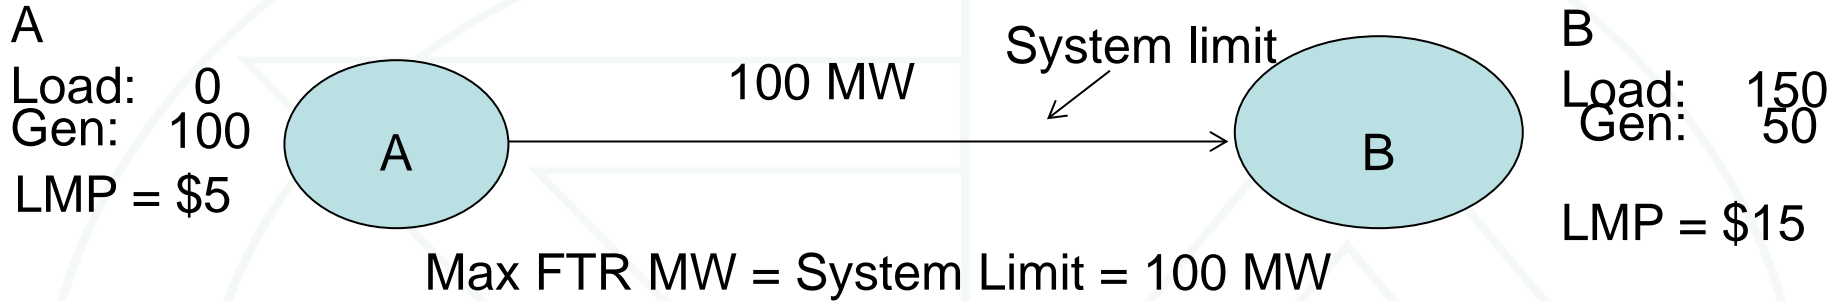 A
Load: 0
Gen: 100
LMP = $5
A
100 MW
System limit
B
B
Load: 150
Gen: 50
LMP = $15
Max FTR MW = System Limit = 100 MW